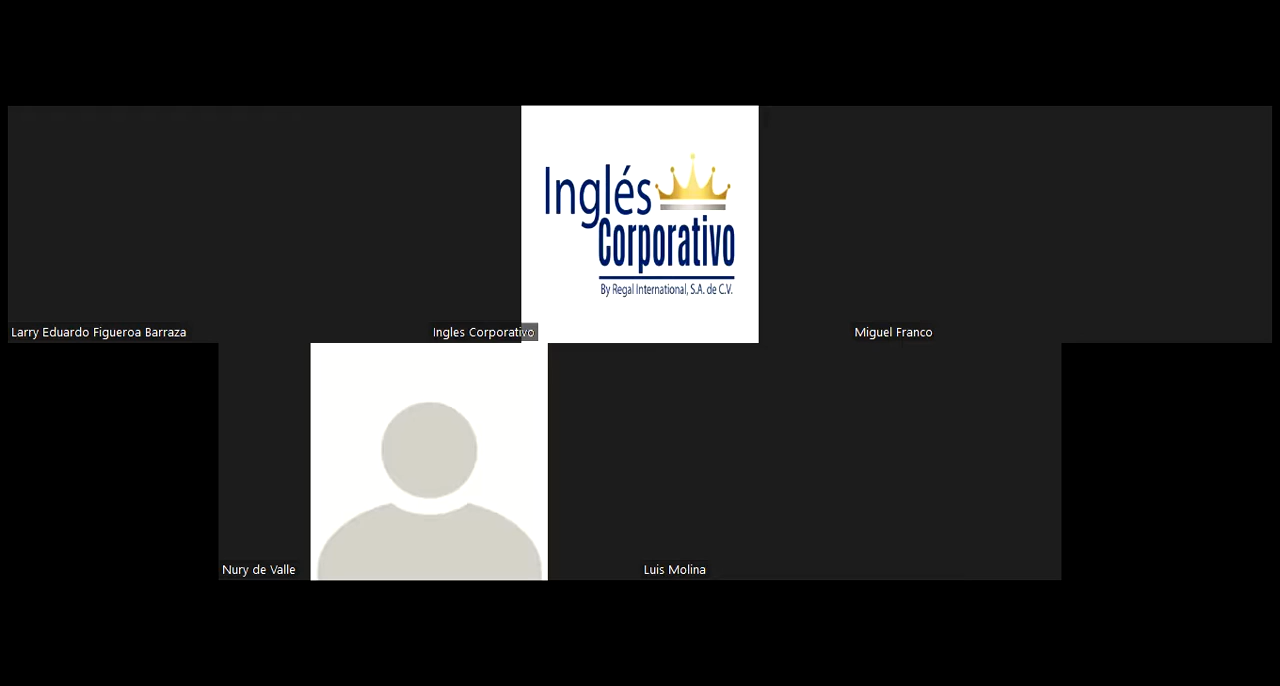 Inglés
Corporativo
By Regal International, S.A. de C.V.
Larry Eduardo Figueroa Barraza
Ingles Corporativo
Miguel Franco
Nury de Valle
Luis Molina